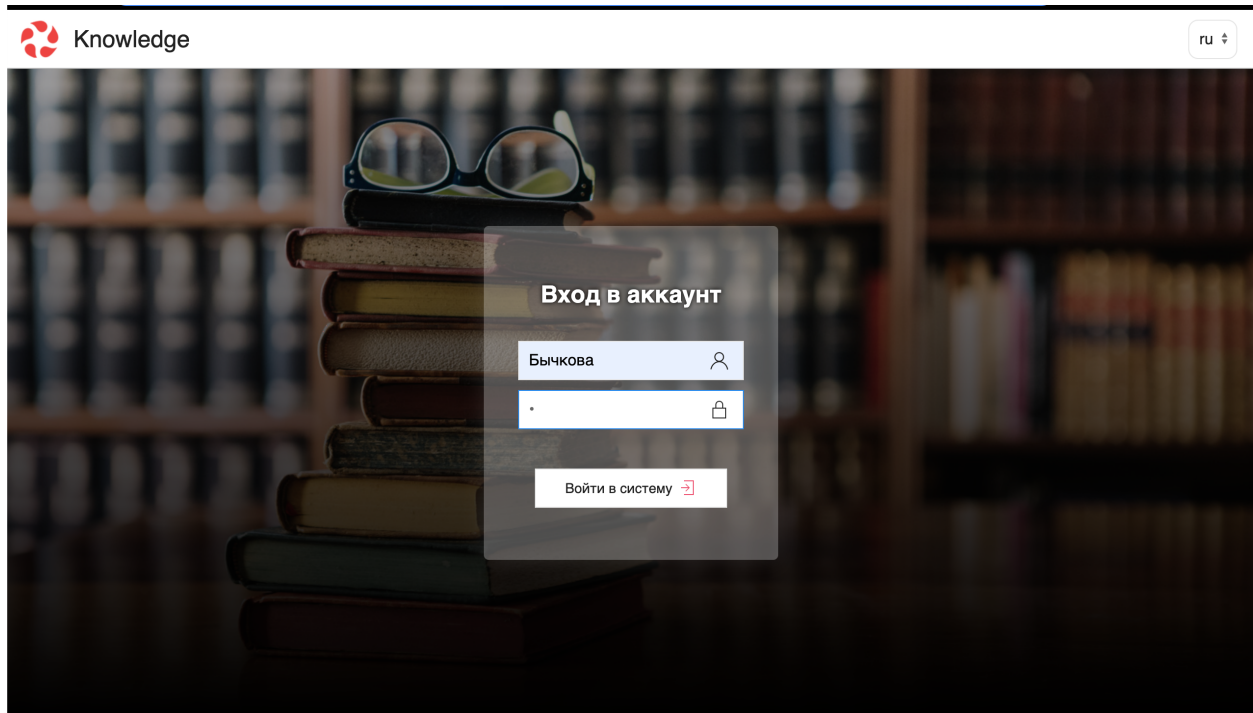 Knowledge
ru
Вход в аккаунт
Бычкова
•
Войти в систему